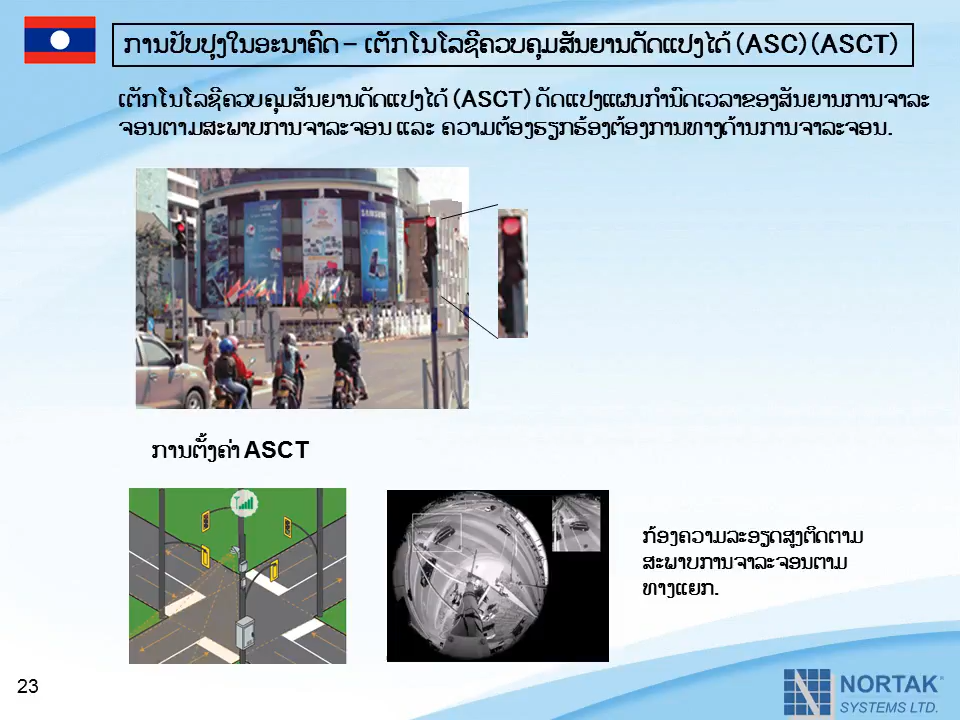 ການປັບປຸງໃນອະນາຄົດ – ເຕັກໂນໂລຊີຄວບຄຸມສັນຍານດັດແປງໄດ້ (ASC) (ASCT)
ເຕັກໂນໂລຊີຄວບຄຸມສັນຍານດັດແປງໄດ້ (ASCT) ດັດແປງແຜນກຳນົດເວລາຂອງສັນຍານການຈາລະ
ຈອນຕາມສະພາບການຈາລະຈອນ ແລະ ຄວາມຕ້ອງຮຽກຮ້ອງຕ້ອງການທາງດ້ານການຈາລະຈອນ.
SAMSUNG
ການຕັ້ງຄ່າ ASCT
ກ້ອງຄວາມລະອຽດສູງຕິດຕາມ
ສະພາບການຈາລະຈອນຕາມ
ທາງແຍກ.
23
NORTAK
SYSTEMS LTD.